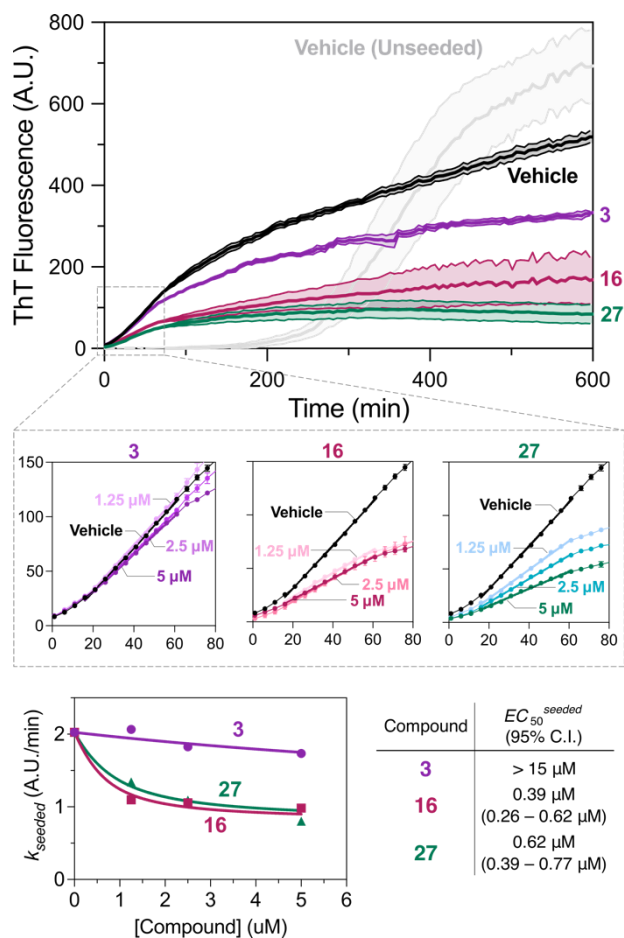 800
Vehicle (Unseeded)
600
400
200
0
ThT Fluorescence (A.U.)
Vehicle
3
16
27
0 200 400 600
Time (min)
3 16 27
150
100
50
0
1.25 µM
Vehicle
2.5 µM
5 µM
0 20 40 60 80
Vehicle
1.25 µM
2.5 µM
5 µM
0 20 40 60 80
Vehicle
1.25 µM
2.5 µM
5 µM
0 20 40 60 80
2
1
0
kseeded (A.U./min)
3
27
16
0 1 2 3 4 5 6
[Compound] (uM)
Compound EC50 seeded
(95% C.I.)
3 > 15 µM
16 0.39 µM
(0.26 – 0.62 µM)
27 0.62 µM
(0.39 – 0.77 µM)